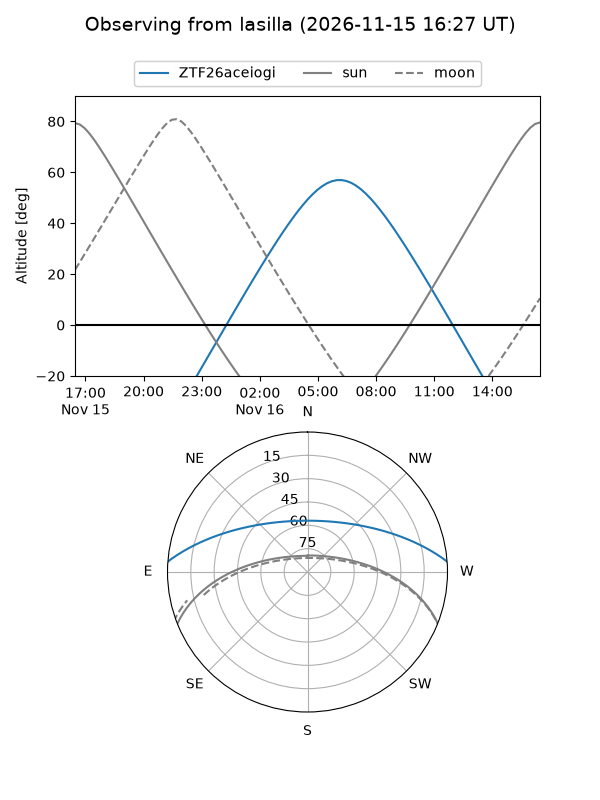 Observing from lasilla (2026-11-15 16:27 UT)
ZTF26aceiogi sun moon
Altitude [deg]
80
60
40
20
0
−20
17:00 20:00 23:00 02:00 05:00 08:00 11:00 14:00
Nov 15 Nov 16
N
NE NW
15
30
45
60
75
E W
SE SW
S